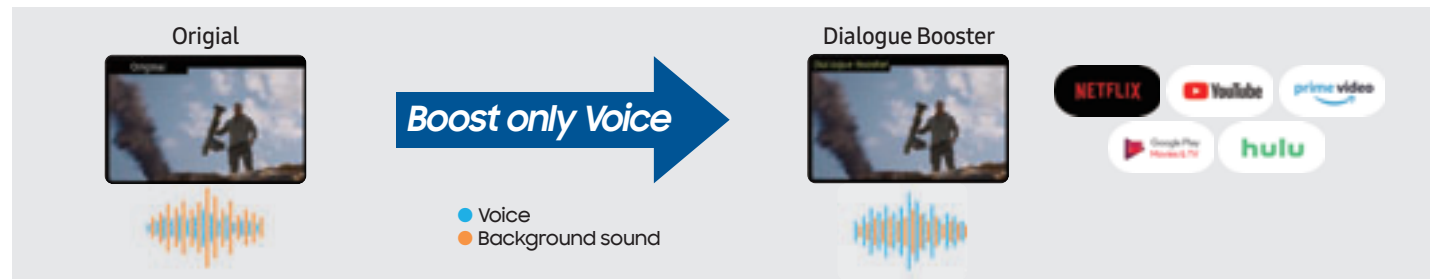 Origial
Original
Boost only Voice
Voice
Background sound
Dialogue Booster
Dialogue Booster
NETFLIX
YouTube
prime video
Google Play
Movies & TV
hulu